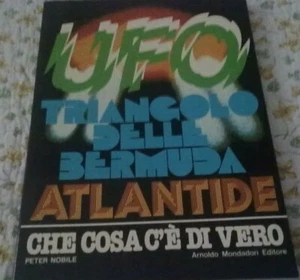 UFO
TRIANGOLO
DELLE
BERMUDA
ATLANTIDE
CHE COSA C'È DI VERO
PETER NOBILE Arnoldo Mondadori Editore